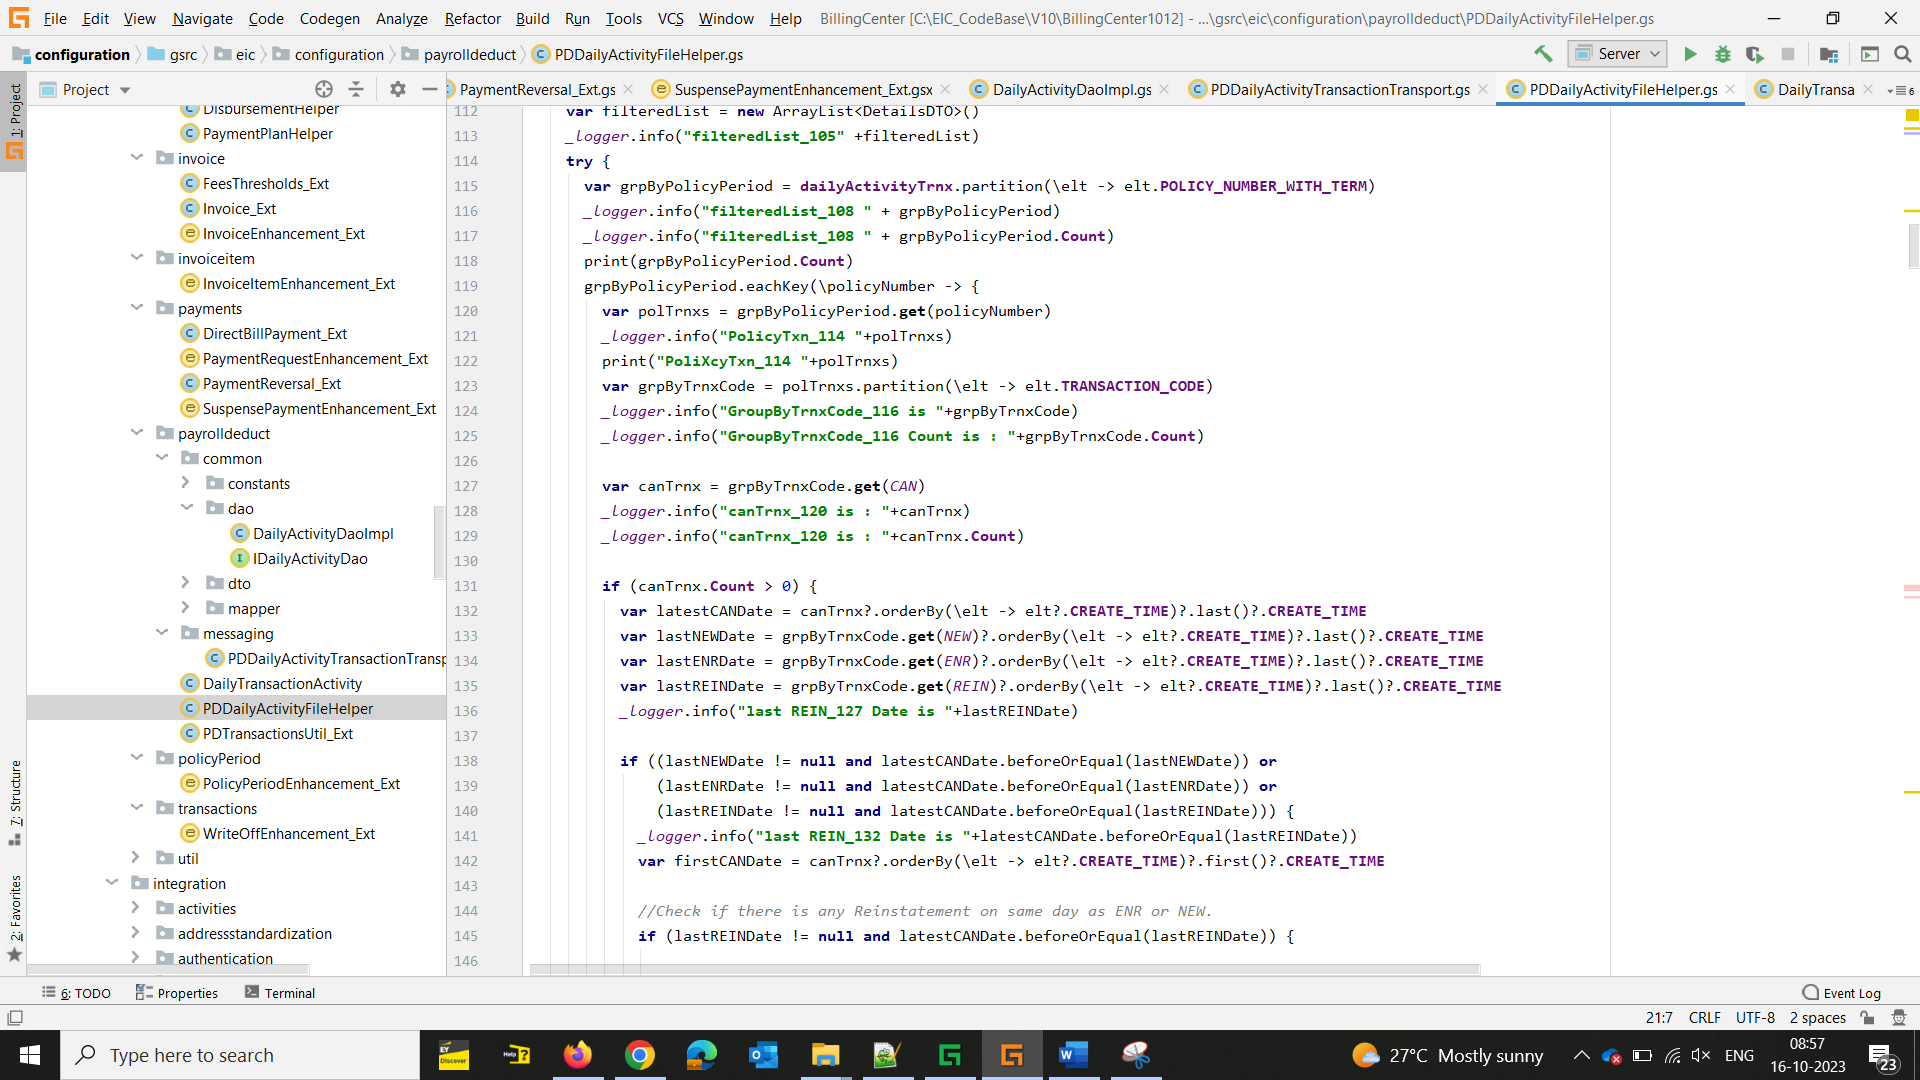 File Edit View Navigate Code Codegen Analyze Refactor Build Run Tools VCS Window Help BillingCenter [C:\EIC_CodeBase\V10\BillingCenter1012] - ...\gsrc\eic\configuration\payrolldeduct\PDDailyActivityFileHelper.gs
configuration gsrc eic configuration payrolldeduct PDDailyActivityFileHelper.gs Server
Project
PaymentReversal_Ext.gs SuspensePaymentEnhancement_Ext.gsx DailyActivityDaoImpl.gs PDDailyActivityTransactionTransport.gs PDDailyActivityFileHelper.gs DailyTransa 6
1: Project
7: Structure
2: Favorites
DisbursementHelper
PaymentPlanHelper
invoice
FeesThresholds_Ext
Invoice_Ext
InvoiceEnhancement_Ext
invoiceitem
InvoiceItemEnhancement_Ext
payments
DirectBillPayment_Ext
PaymentRequestEnhancement_Ext
PaymentReversal_Ext
SuspensePaymentEnhancement_Ext
payrolldeduct
common
constants
dao
DailyActivityDaoImpl
IDailyActivityDao
dto
mapper
messaging
PDDailyActivityTransactionTransp
DailyTransactionActivity
PDDailyActivityFileHelper
PDTransactionsUtil_Ext
policyPeriod
PolicyPeriodEnhancement_Ext
transactions
WriteOffEnhancement_Ext
util
integration
activities
addressstandardization
authentication
112 var filteredList = new ArrayList<DetailsDTO>()
113 _logger.info("filteredList_105" +filteredList)
114 try {
115 var grpByPolicyPeriod = dailyActivityTrnx.partition(\elt -> elt.POLICY_NUMBER_WITH_TERM)
116 _logger.info("filteredList_108 " + grpByPolicyPeriod)
117 _logger.info("filteredList_108 " + grpByPolicyPeriod.Count)
118 print(grpByPolicyPeriod.Count)
119 grpByPolicyPeriod.eachKey(\policyNumber -> {
120 var polTrnxs = grpByPolicyPeriod.get(policyNumber)
121 _logger.info("PolicyTxn_114 "+polTrnxs)
122 print("PoliXcyTxn_114 "+polTrnxs)
123 var grpByTrnxCode = polTrnxs.partition(\elt -> elt.TRANSACTION_CODE)
124 _logger.info("GroupByTrnxCode_116 is "+grpByTrnxCode)
125 _logger.info("GroupByTrnxCode_116 Count is : "+grpByTrnxCode.Count)
126
127 var canTrnx = grpByTrnxCode.get(CAN)
128 _logger.info("canTrnx_120 is : "+canTrnx)
129 _logger.info("canTrnx_120 is : "+canTrnx.Count)
130
131 if (canTrnx.Count > 0) {
132 var latestCANDate = canTrnx?.orderBy(\elt -> elt?.CREATE_TIME)?.last()?.CREATE_TIME
133 var lastNEWDate = grpByTrnxCode.get(NEW)?.orderBy(\elt -> elt?.CREATE_TIME)?.last()?.CREATE_TIME
134 var lastENRDate = grpByTrnxCode.get(ENR)?.orderBy(\elt -> elt?.CREATE_TIME)?.last()?.CREATE_TIME
135 var lastREINDate = grpByTrnxCode.get(REIN)?.orderBy(\elt -> elt?.CREATE_TIME)?.last()?.CREATE_TIME
136 _logger.info("last REIN_127 Date is "+lastREINDate)
137
138 if ((lastNEWDate != null and latestCANDate.beforeOrEqual(lastNEWDate)) or
139 (lastENRDate != null and latestCANDate.beforeOrEqual(lastENRDate)) or
140 (lastREINDate != null and latestCANDate.beforeOrEqual(lastREINDate))) {
141 _logger.info("last REIN_132 Date is "+latestCANDate.beforeOrEqual(lastREINDate))
142 var firstCANDate = canTrnx?.orderBy(\elt -> elt?.CREATE_TIME)?.first()?.CREATE_TIME
143
144 //Check if there is any Reinstatement on same day as ENR or NEW.
145 if (lastREINDate != null and latestCANDate.beforeOrEqual(lastREINDate)) {
146
6: TODO Properties Terminal Event Log
21:7 CRLF UTF-8 2 spaces
Type here to search EY Discover Help ? 27°C Mostly sunny ENG 08:57
16-10-2023 23